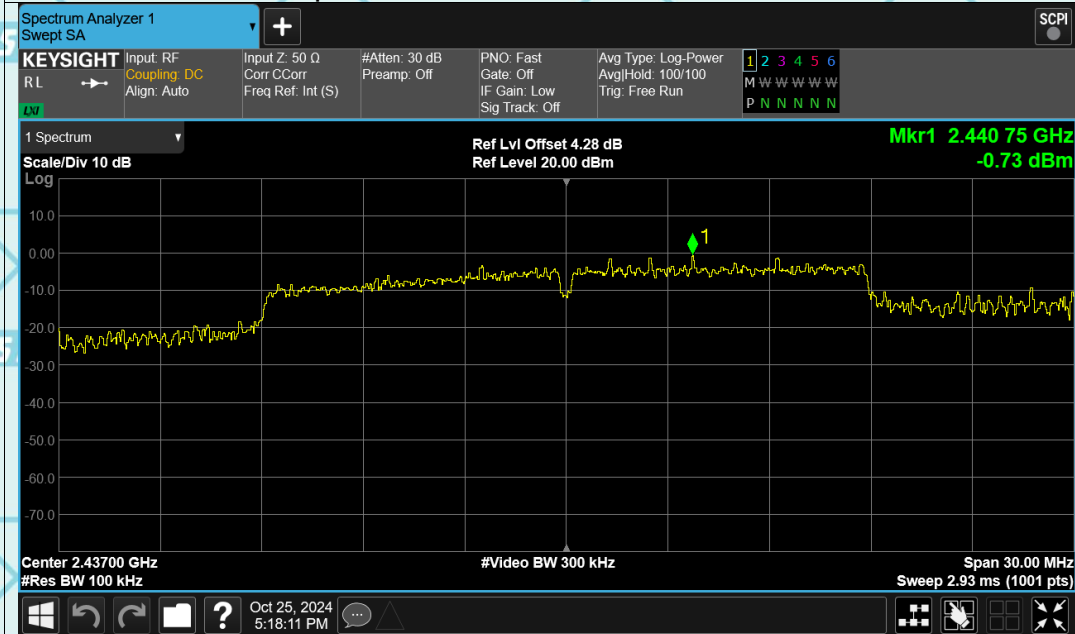 Spectrum Analyzer 1
Swept SA
+
SCPI
KEYSIGHT
R L
LXI
Input: RF
Coupling: DC
Align: Auto
Input Z: 50 Ω
Corr CCorr
Freq Ref: Int (S)
#Atten: 30 dB
Preamp: Off
PNO: Fast
Gate: Off
IF Gain: Low
Sig Track: Off
Avg Type: Log-Power
Avg|Hold: 100/100
Trig: Free Run
1 2 3 4 5 6
M W W W W W
P N N N N N
1 Spectrum
Scale/Div 10 dB
Log
Ref Lvl Offset 4.28 dB
Ref Level 20.00 dBm
Mkr1 2.440 75 GHz
-0.73 dBm
1
10.0
0.00
-10.0
-20.0
-30.0
-40.0
-50.0
-60.0
-70.0
Center 2.43700 GHz
#Res BW 100 kHz
#Video BW 300 kHz
Span 30.00 MHz
Sweep 2.93 ms (1001 pts)
?
Oct 25, 2024
5:18:11 PM